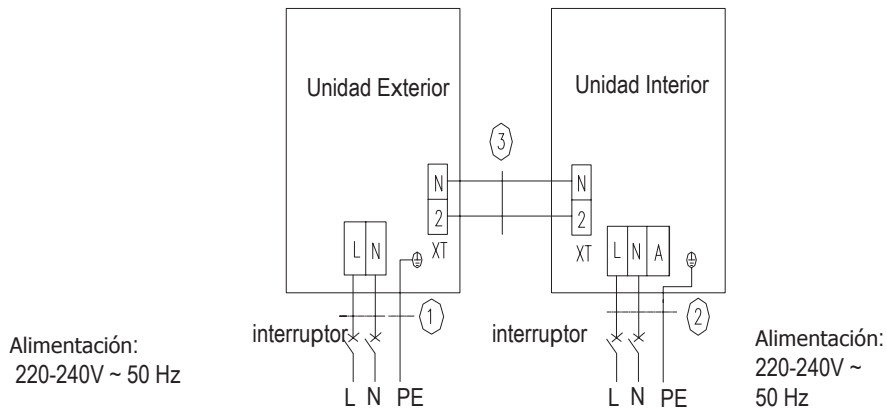 Unidad Exterior
Unidad Interior
3
N
2
XT
N
2
XT
L N
L N A
1
2
interruptor
interruptor
Alimentación:
220-240V ~ 50 Hz
Alimentación:
220-240V ~
50 Hz
L N PE
L N PE